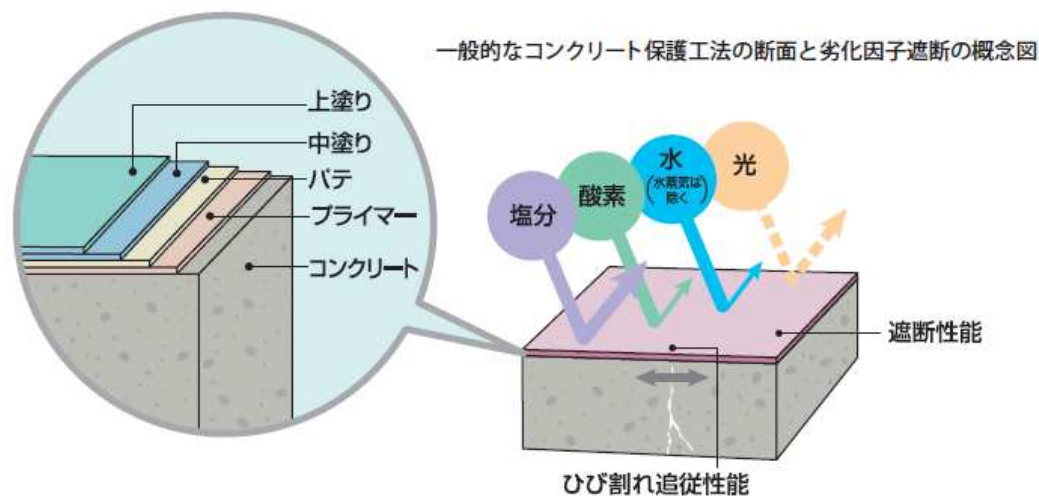 一般的なコンクリート保護工法の断面と劣化因子遮断の概念図
上塗り
中塗り
パテ
プライマー
コンクリート
塩分
酸素
水
(水蒸気は
除く)
光
遮断性能
ひび割れ追従性能